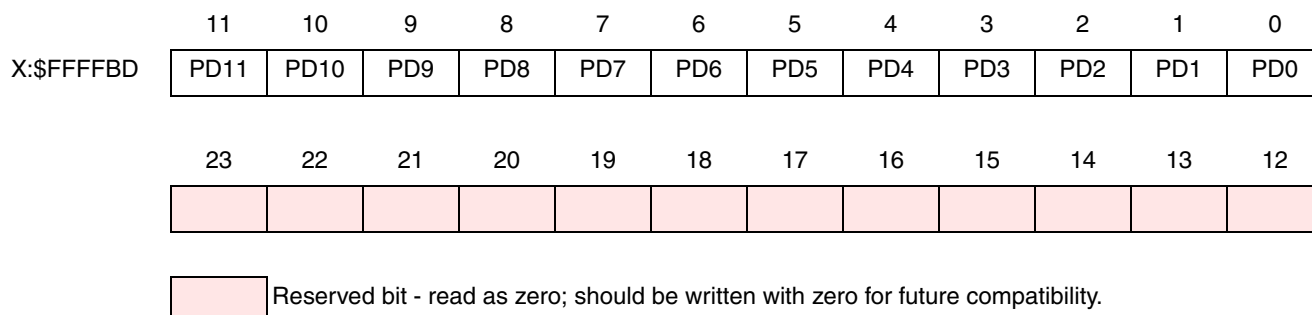 11 10 9 8 7 6 5 4 3 2 1 0
X:$FFFFBD PD11 PD10 PD9 PD8 PD7 PD6 PD5 PD4 PD3 PD2 PD1 PD0
23 22 21 20 19 18 17 16 15 14 13 12
Reserved bit - read as zero; should be written with zero for future compatibility.